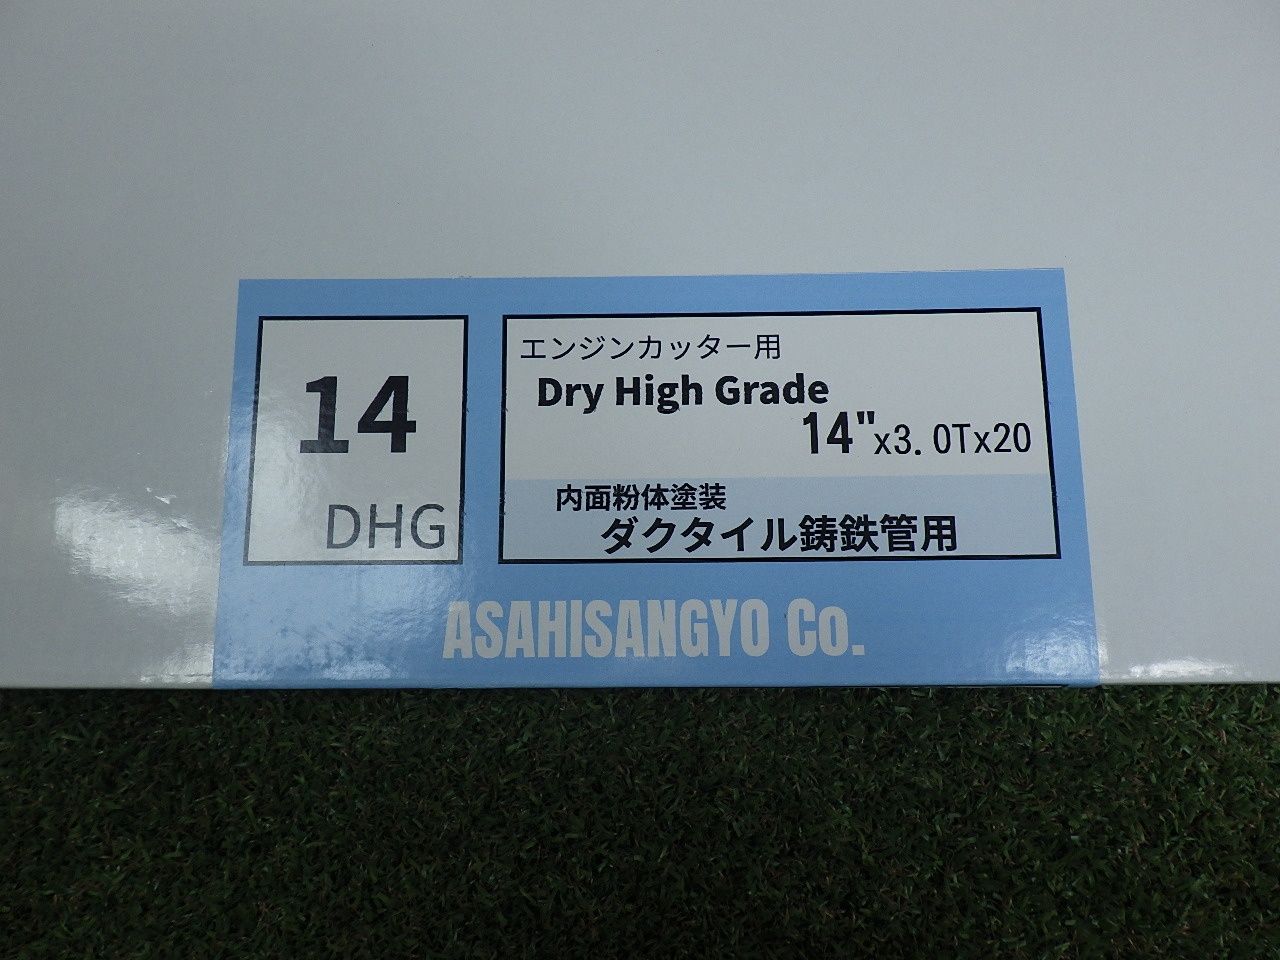 14
DHG
エンジンカッター用
Dry High Grade
14"x3.0Tx20
内面粉体塗装
ダクタイル鋳鉄管用
ASAHISANGYO Co.